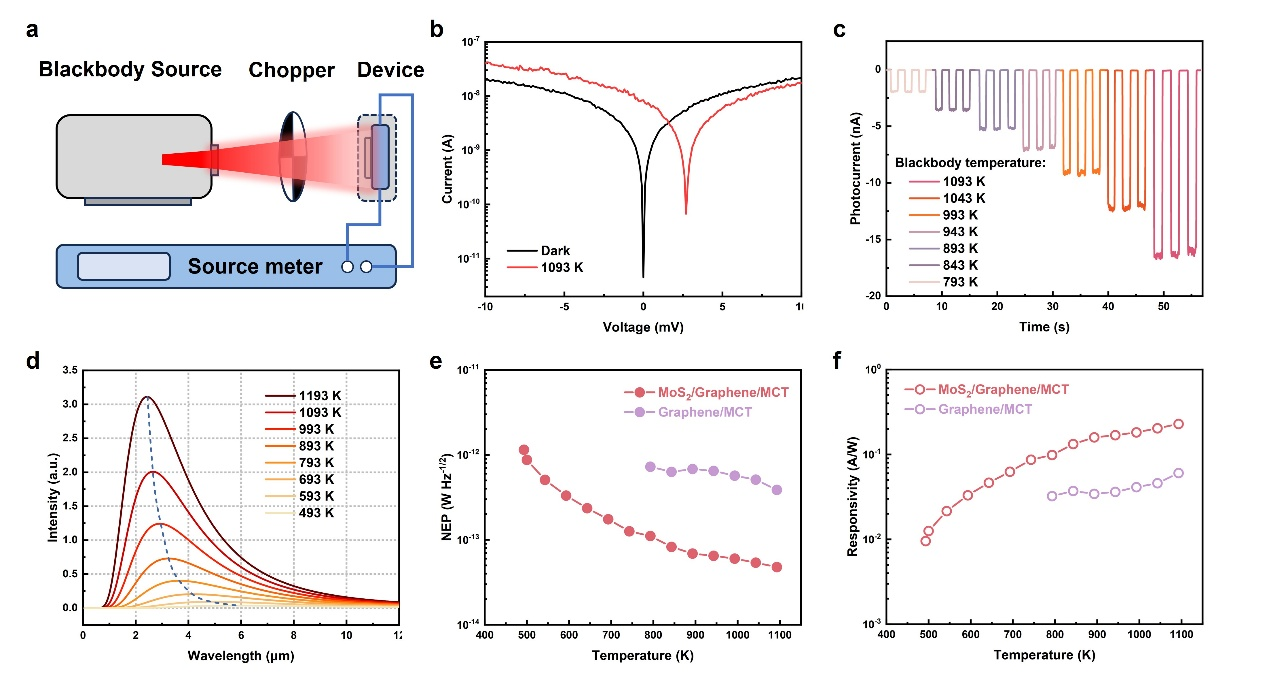 a
Blackbody Source
Chopper
Device
Source meter
b
10⁻⁷
10⁻⁸
10⁻⁹
10⁻¹⁰
10⁻¹¹
Current (A)
Dark
1093 K
-10
-5
0
5
Voltage (mV)
c
0
-5
-10
-15
-20
Photocurrent (nA)
Blackbody temperature:
1093 K
1043 K
993 K
943 K
893 K
843 K
793 K
0
10
20
30
40
50
Time (s)
d
3.5
3.0
2.5
2.0
1.5
1.0
0.5
0.0
Intensity (a.u.)
1193 K
1093 K
993 K
893 K
793 K
693 K
593 K
493 K
0
2
4
6
8
10
12
Wavelength (μm)
e
10⁻¹¹
10⁻¹²
10⁻¹³
10⁻¹⁴
NEP (W Hz⁻¹ᐟ²)
MoS₂/Graphene/MCT
Graphene/MCT
400
500
600
700
800
900
1000
1100
Temperature (K)
f
10⁰
10⁻¹
10⁻²
10⁻³
Responsivity (A/W)
MoS₂/Graphene/MCT
Graphene/MCT
400
500
600
700
800
900
1000
1100
Temperature (K)